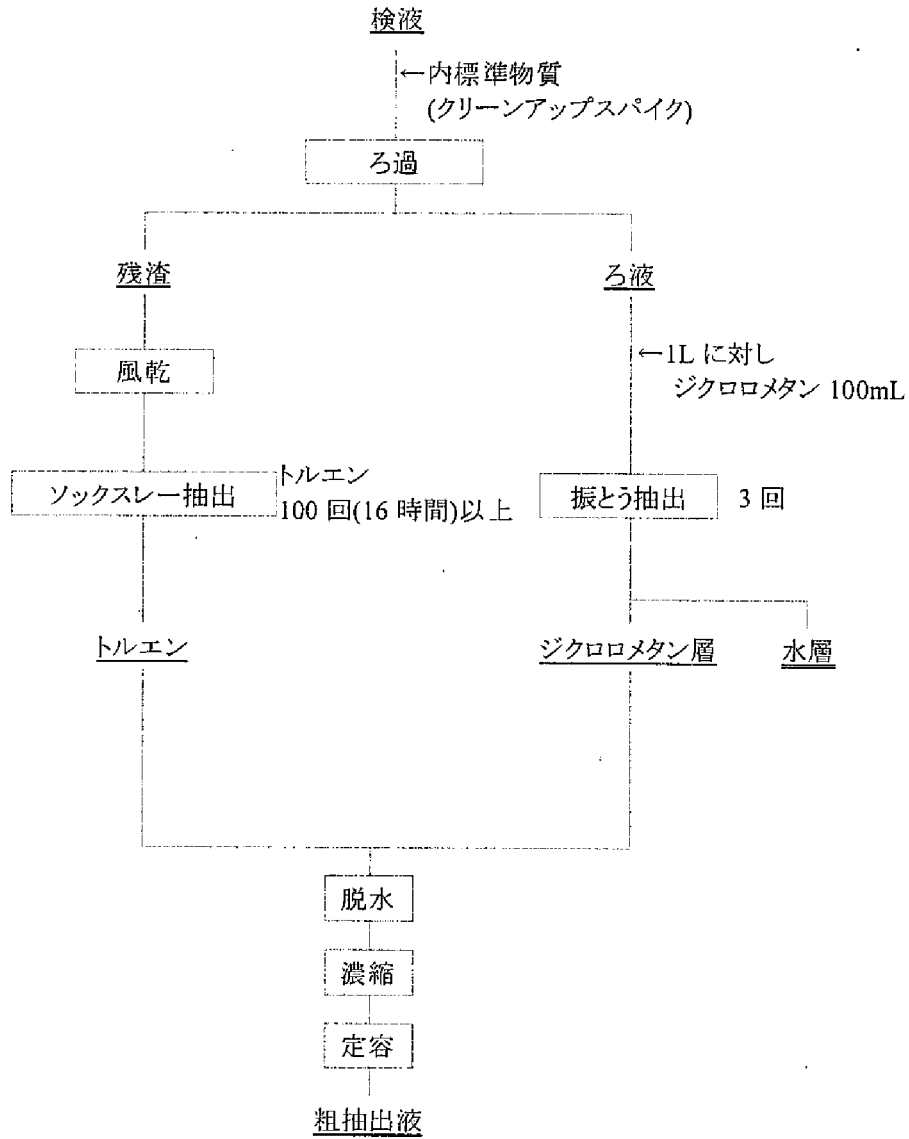 検液
←内標準物質
(クリーンアップスパイク)
ろ過
残渣
ろ液
風乾
←1L に対し
ジクロロメタン 100mL
ソックスレー抽出
トルエン
100 回(16 時間)以上
振とう抽出
3 回
トルエン
ジクロロメタン層
水層
脱水
濃縮
定容
粗抽出液